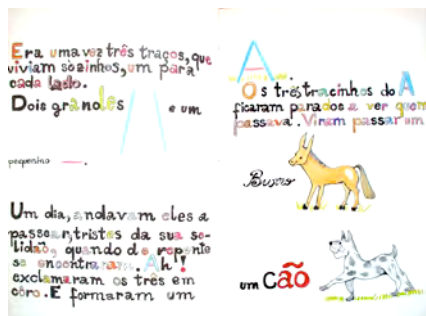 Era uma vez três traços, que
viviam sozinhos, um para
cada lado.
Dois grandes A e um
pequenino —.
Um dia, andavam eles a
passear, tristes da sua so-
lidão, quando de repente
se encontraram. Ah!
exclamaram os três em
côro. E formaram um
A.
Os três tracinhos do A
ficaram parados a ver quem
passava. Viram passar um
Burro
um Cão